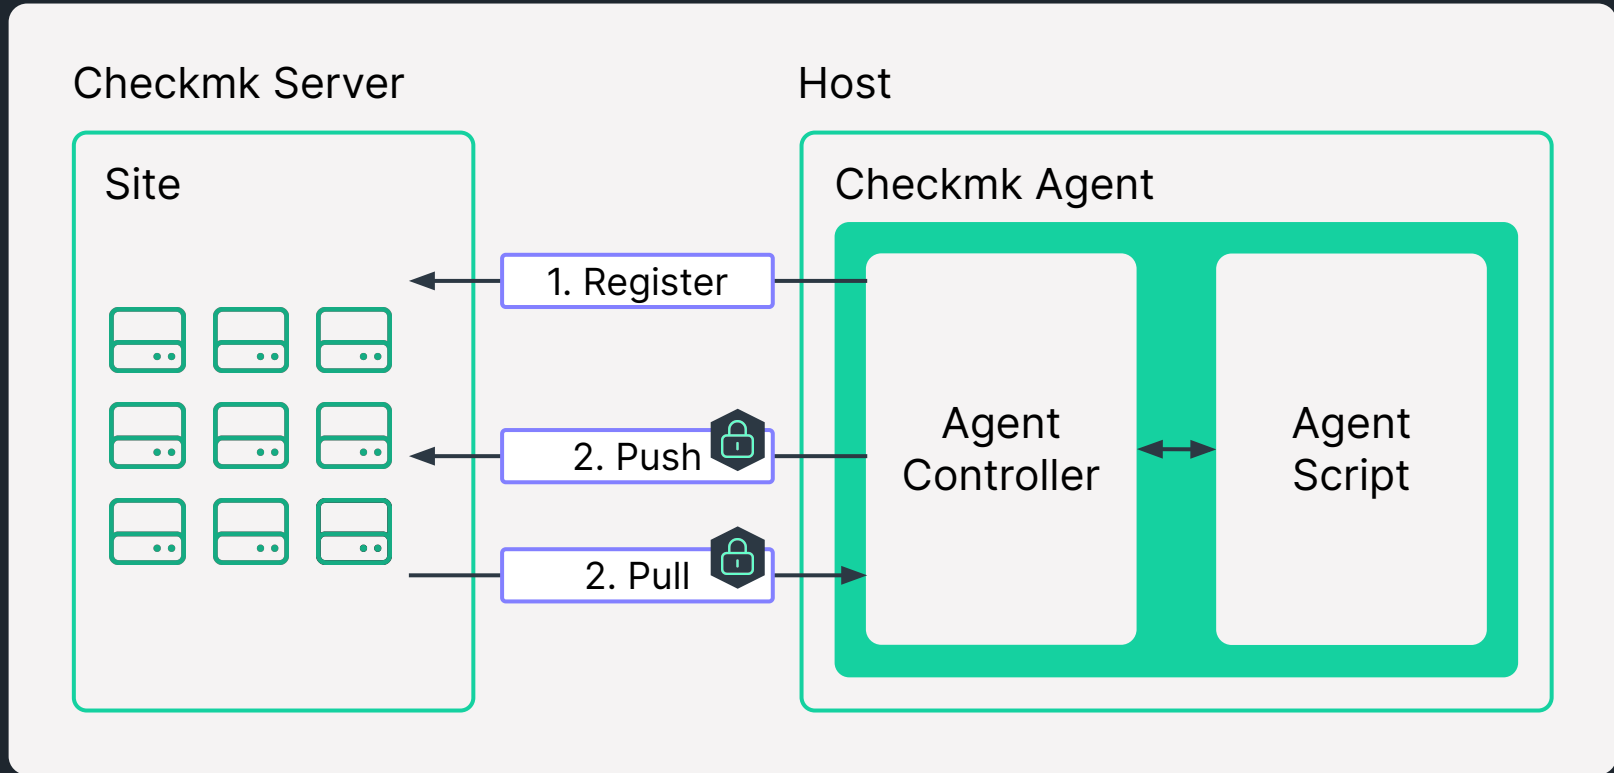 Checkmk Server
Host
Site
Checkmk Agent
1. Register
2. Push
2. Pull
Agent
Controller
Agent
Script